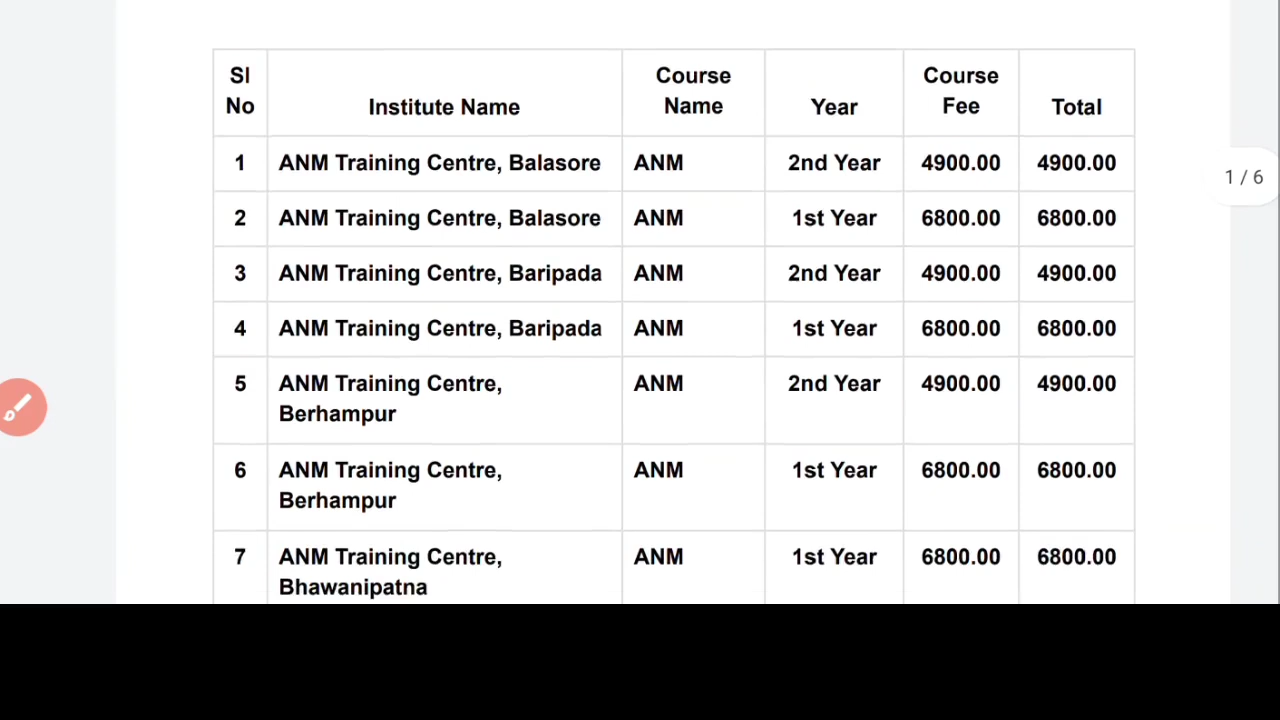 Sl No Institute Name Course Name Year Course Fee Total
1 ANM Training Centre, Balasore ANM 2nd Year 4900.00 4900.00
1 / 6
2 ANM Training Centre, Balasore ANM 1st Year 6800.00 6800.00
3 ANM Training Centre, Baripada ANM 2nd Year 4900.00 4900.00
4 ANM Training Centre, Baripada ANM 1st Year 6800.00 6800.00
5 ANM Training Centre, ANM 2nd Year 4900.00 4900.00
Berhampur
6 ANM Training Centre, ANM 1st Year 6800.00 6800.00
Berhampur
7 ANM Training Centre, ANM 1st Year 6800.00 6800.00
Bhawanipatna